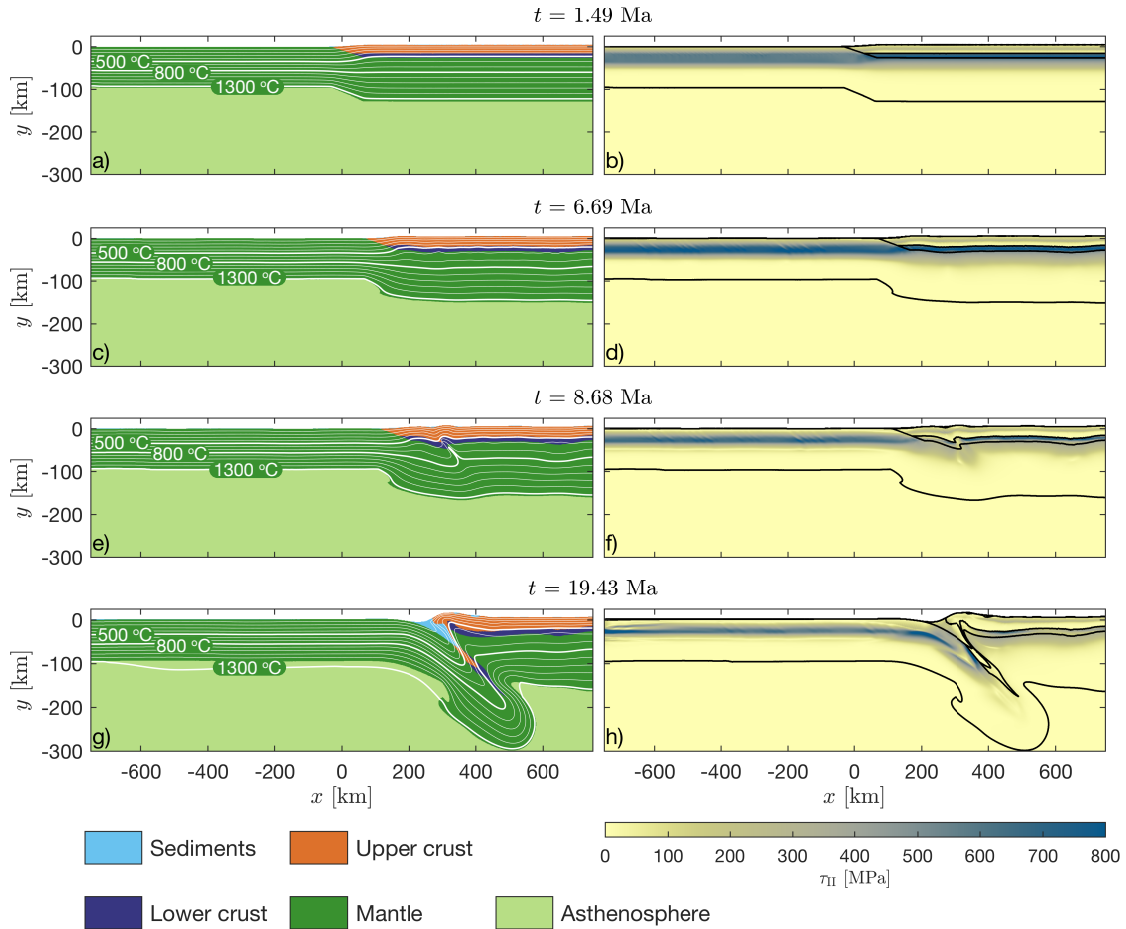 t = 1.49 Ma
0
-100
-200
-300
y [km]
500 °C
800 °C
1300 °C
a)
b)
t = 6.69 Ma
0
-100
-200
-300
y [km]
500 °C
800 °C
1300 °C
c)
d)
t = 8.68 Ma
0
-100
-200
-300
y [km]
500 °C
800 °C
1300 °C
e)
f)
t = 19.43 Ma
0
-100
-200
-300
y [km]
500 °C
800 °C
1300 °C
g)
h)
-600 -400 -200 0 200 400 600
x [km]
-600 -400 -200 0 200 400 600
x [km]
Sediments
Upper crust
Lower crust
Mantle
Asthenosphere
0 100 200 300 400 500 600 700 800
τII [MPa]